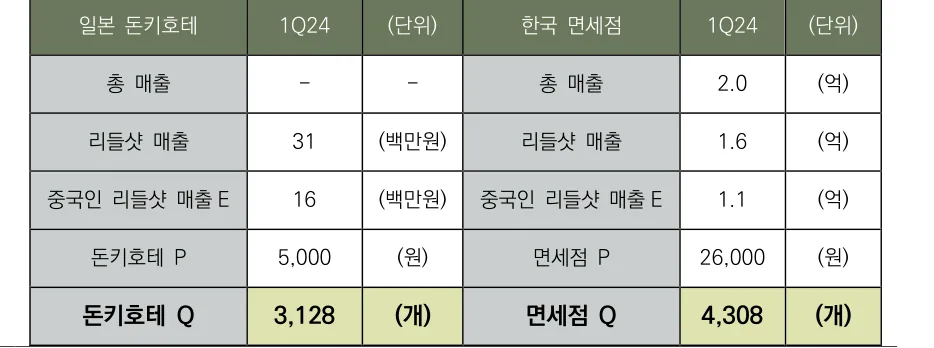 일본 돈키호테 1Q24 (단위) 한국 면세점 1Q24 (단위)
총 매출 – – 총 매출 2.0 (억)
리들샷 매출 31 (백만원) 리들샷 매출 1.6 (억)
중국인 리들샷 매출E 16 (백만원) 중국인 리들샷 매출E 1.1 (억)
돈키호테 P 5,000 (원) 면세점 P 26,000 (원)
돈키호테 Q 3,128 (개) 면세점 Q 4,308 (개)